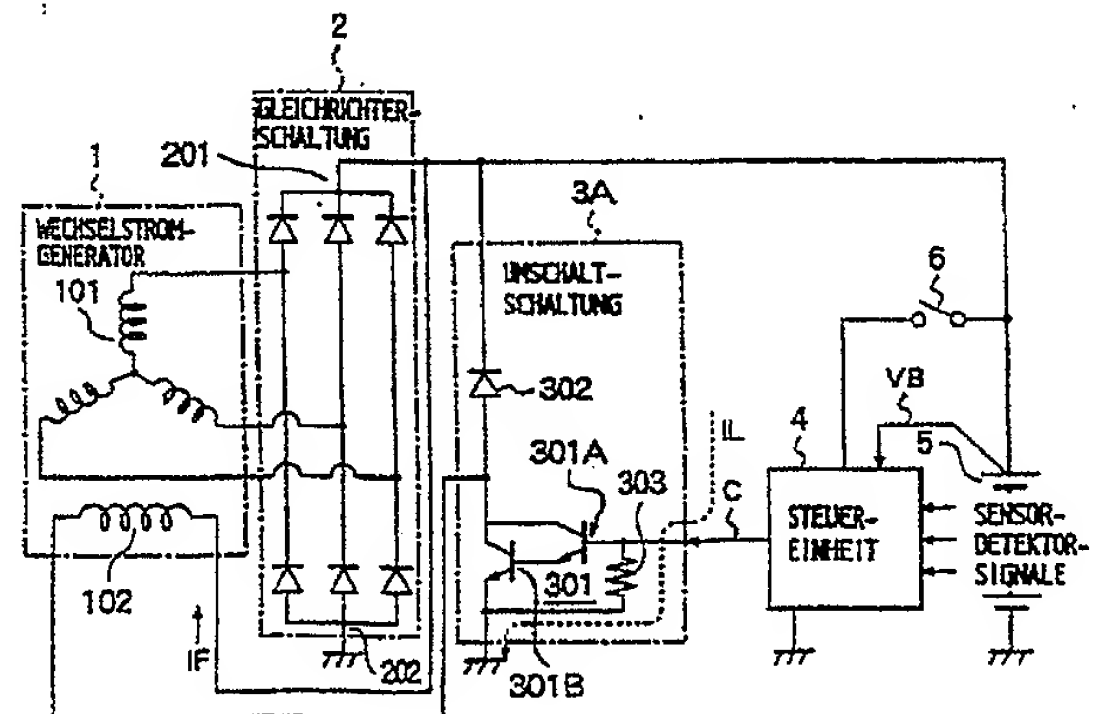 2
GLEICHRICHTER-
SCHALTUNG
1
201
3A
WECHSELSTROM-
GENERATOR
UMSCHALT-
SCHALTUNG
6
101
302
VB
IL
4
5
301A
303
C
STEUER-
EINHEIT
SENSOR-
DETEKTOR-
SIGNALE
102
301
IF
202
301B